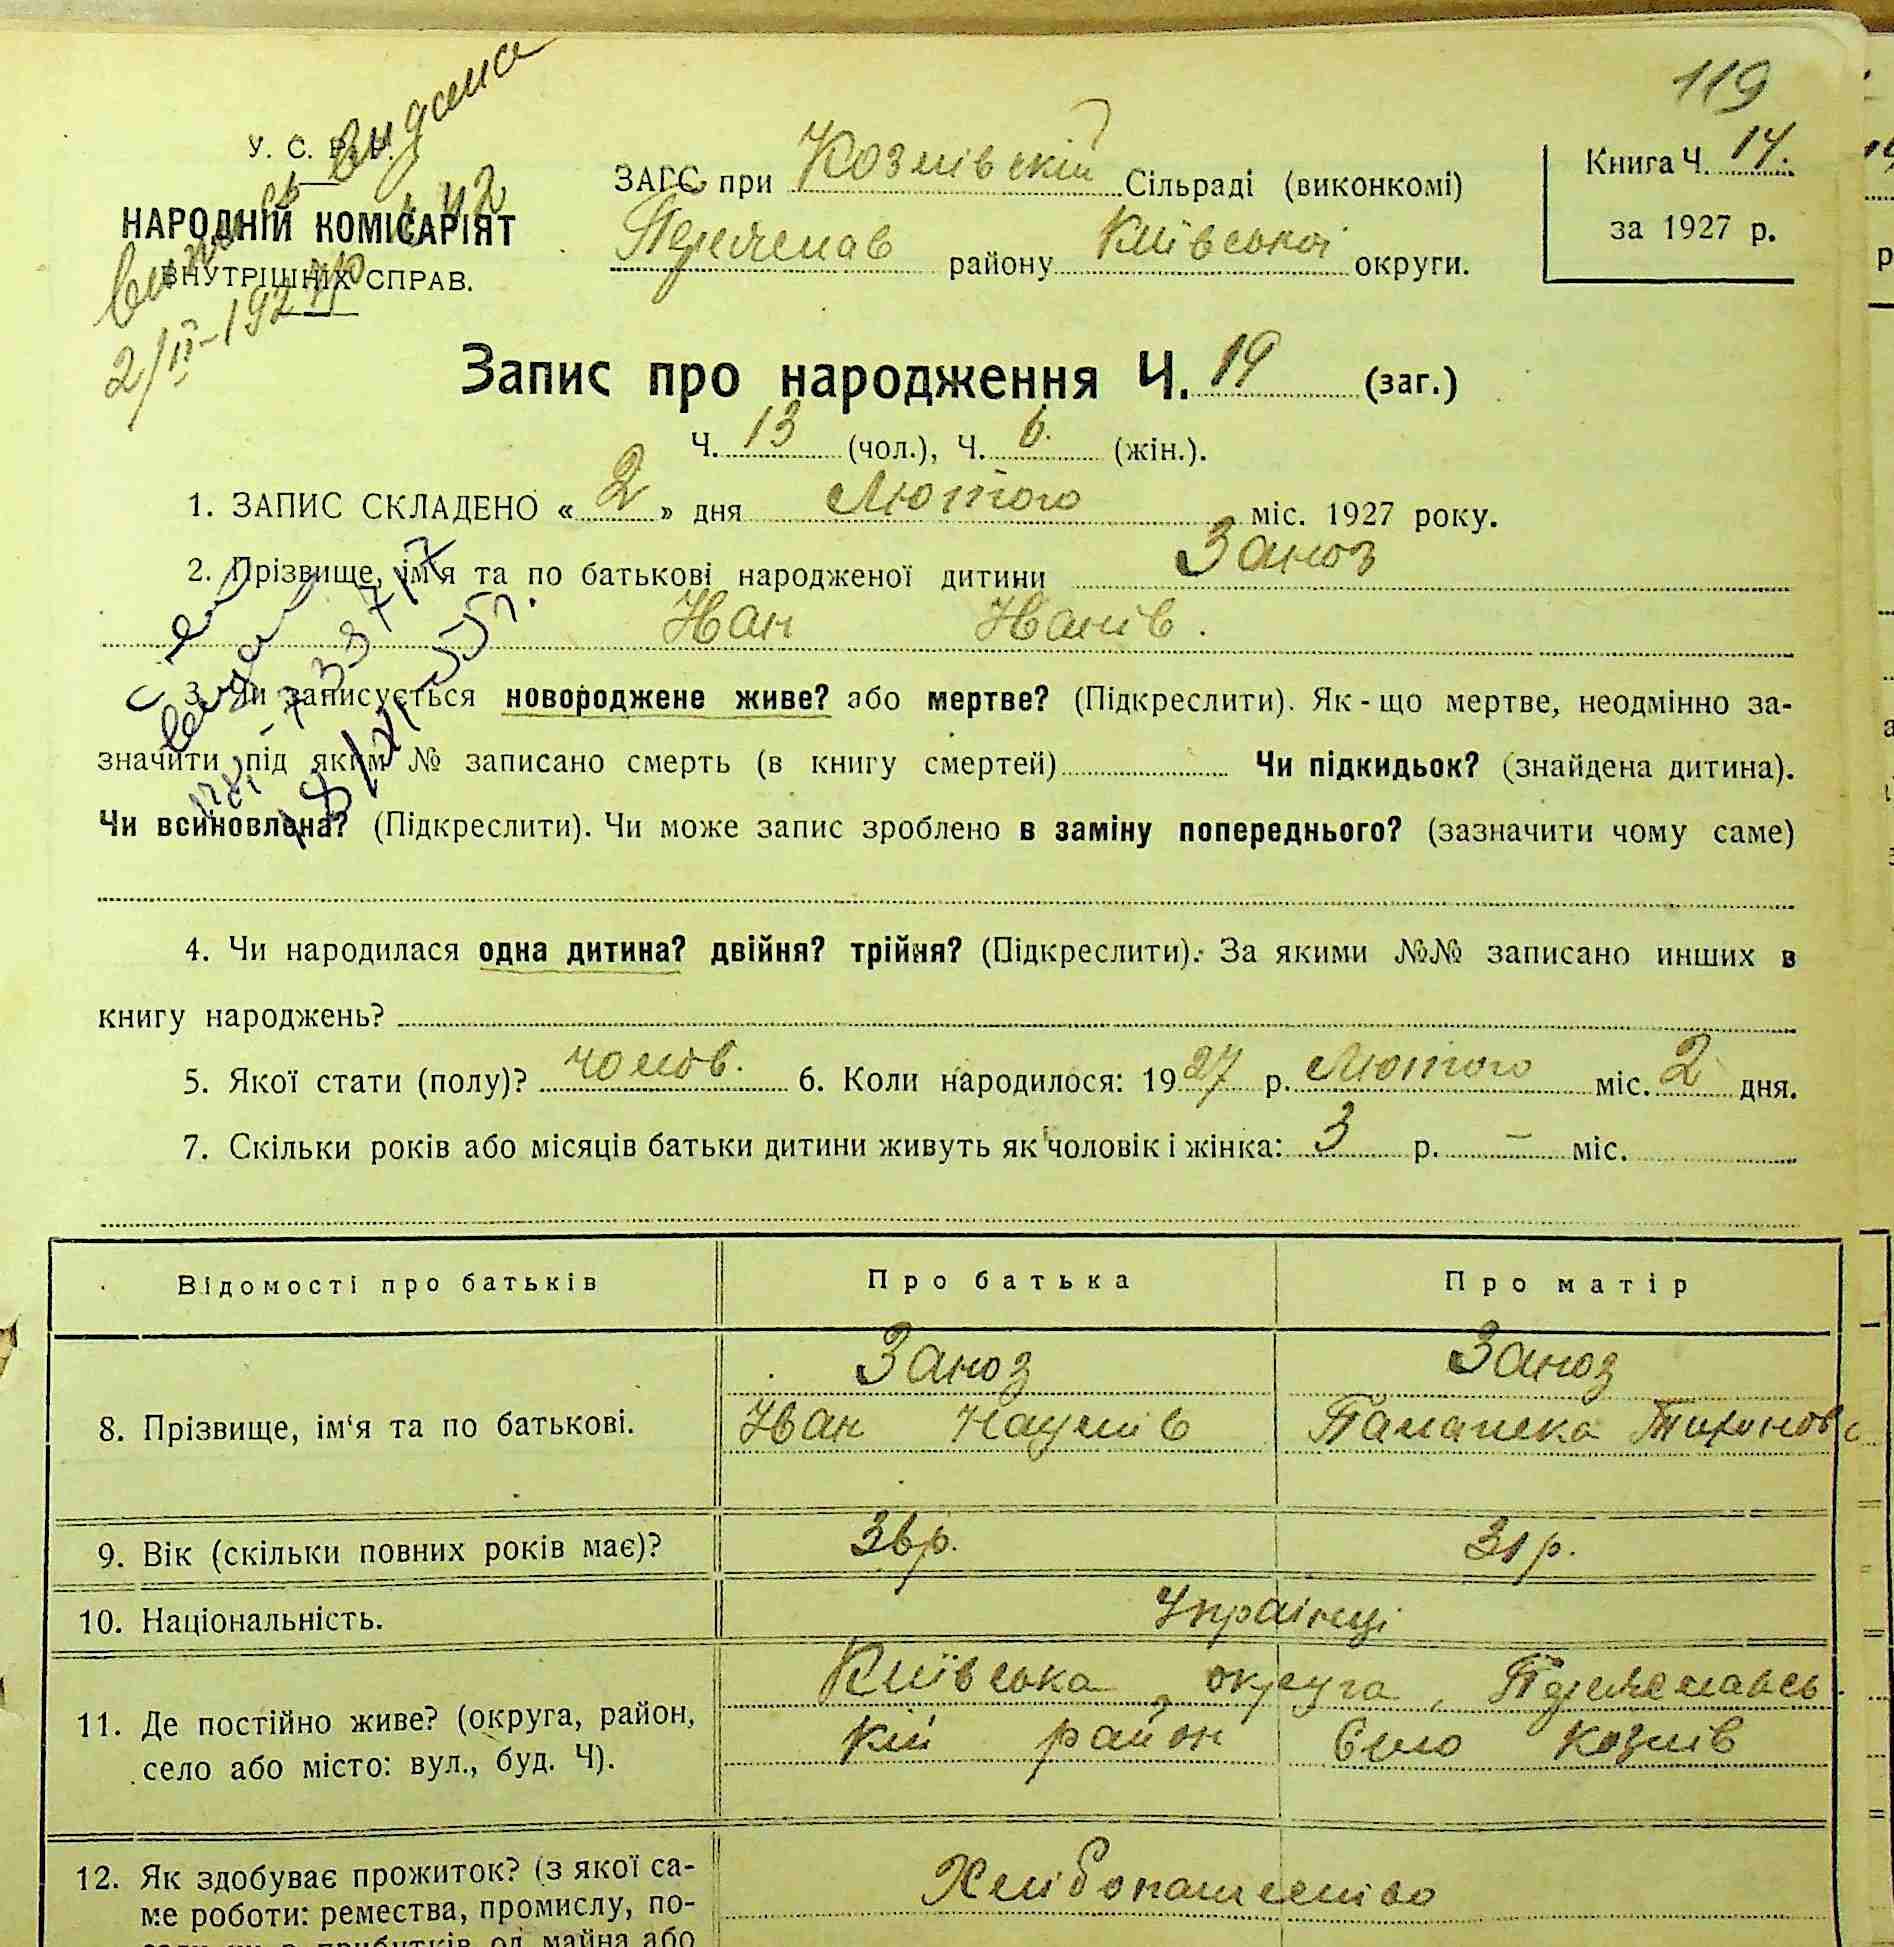 119
У. С. Р. Р.
НАРОДНІЙ КОМІСАРІЯТ
ВНУТРІШНІХ СПРАВ.
видана
ЗАГС при Козлівскій Сільраді (виконкомі)
Переяслав району Київської округи.
Книга Ч. 14.
за 1927 р.
2/II-1927р
Запис про народження Ч. 19 (заг.)
Ч. 13 (чол.), Ч. 6. (жін.).
1. ЗАПИС СКЛАДЕНО « 2 » дня Лютого міс. 1927 року.
2. Прізвище, ім'я та по батькові народженої дитини Заноз
Іван Іванів.
3. Чи записується новороджене живе? або мертве? (Підкреслити). Як-що мертве, неодмінно за-
значити під яким № записано смерть (в книгу смертей) Чи підкидьок? (знайдена дитина).
Чи всиновлена? (Підкреслити). Чи може запис зроблено в заміну попереднього? (зазначити чому саме)
4. Чи народилася одна дитина? двійня? трійня? (Підкреслити). За якими №№ записано инших в
книгу народжень?
5. Якої стати (полу)? чолов. 6. Коли народилося: 1927 р. Лютого міс. 2 дня.
7. Скільки років або місяців батьки дитини живуть як чоловік і жінка: 3 р. – міс.
Відомості про батьків Про батька Про матір
Заноз Заноз
8. Прізвище, ім'я та по батькові. Іван Наумів
9. Вік (скільки повних років має)? 36р. 31р.
10. Національність. Українці
Київська округа, Переяславсь
11. Де постійно живе? (округа, район, кій район Село Козлів
село або місто: вул., буд. Ч).
12. Як здобуває прожиток? (з якої са- Хліборобство
ме роботи: ремества, промислу, по-